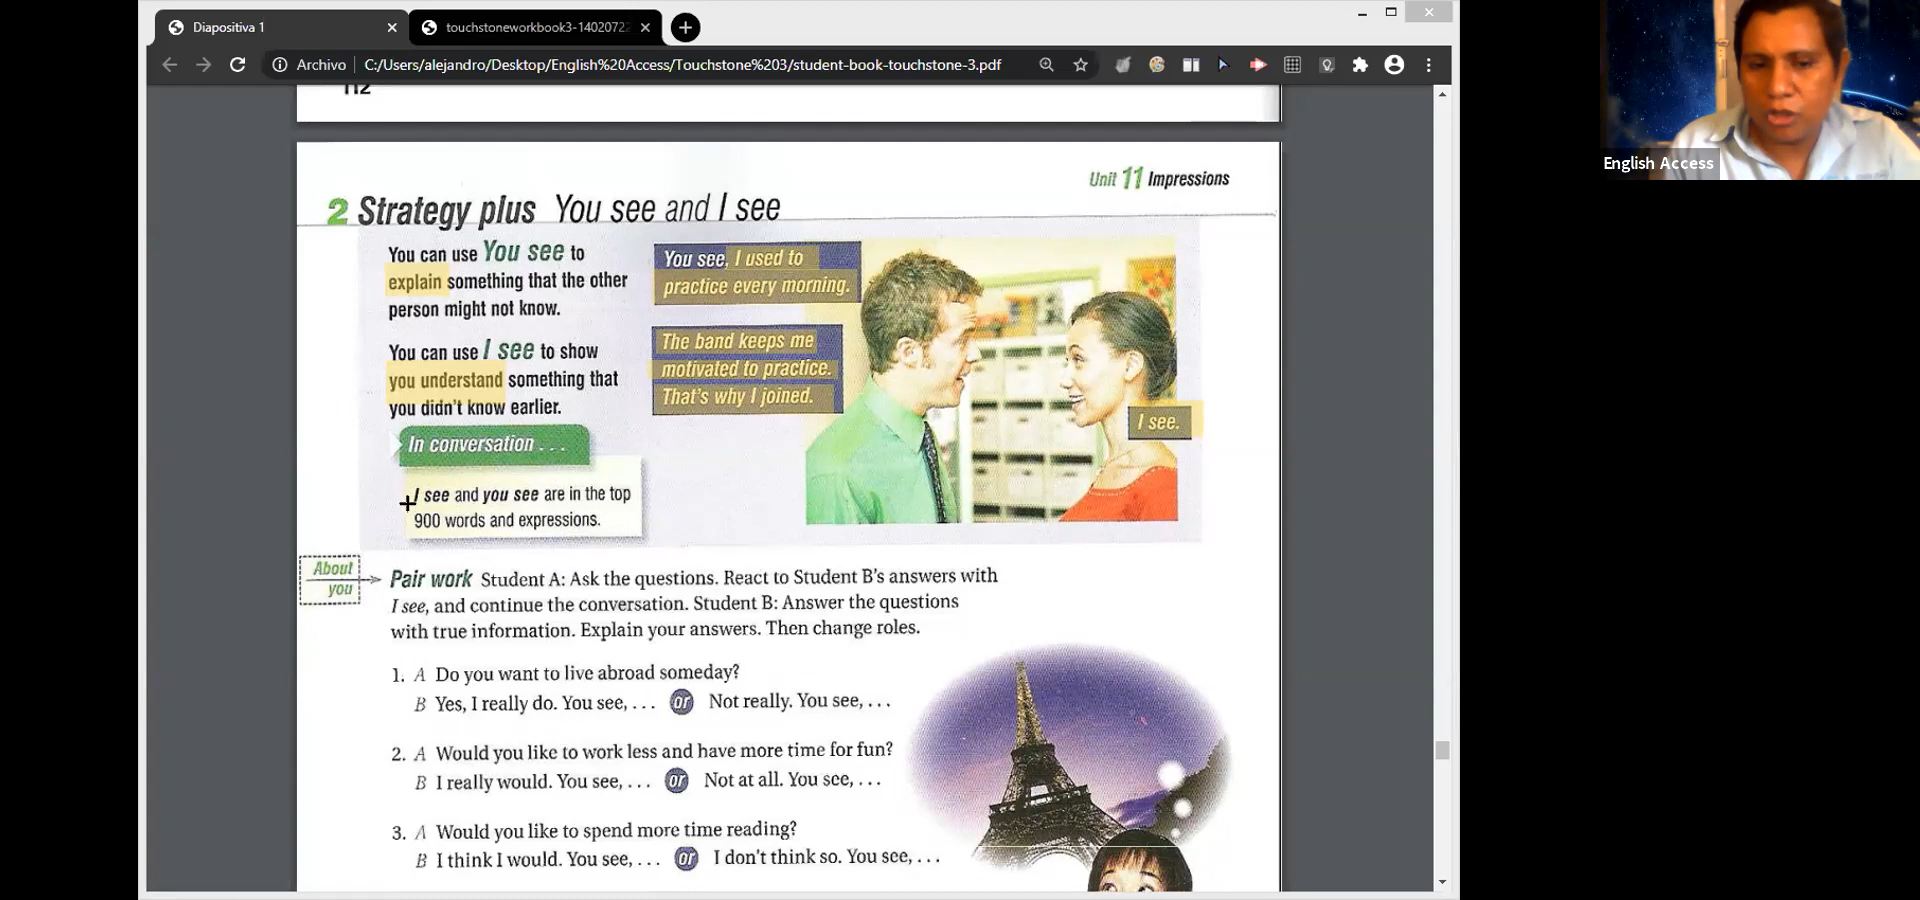 Diapositiva 1
touchstoneworkbook3-14020722
Archivo
C:/Users/alejandro/Desktop/English%20Access/Touchstone%203/student-book-touchstone-3.pdf
112
Unit 11 Impressions
2 Strategy plus You see and I see
You can use You see to
explain something that the other
person might not know.
You can use I see to show
you understand something that
you didn't know earlier.
You see, I used to
practice every morning.
The band keeps me
motivated to practice.
That's why I joined.
I see.
In conversation . . .
I see and you see are in the top
900 words and expressions.
About
you
Pair work Student A: Ask the questions. React to Student B's answers with
I see, and continue the conversation. Student B: Answer the questions
with true information. Explain your answers. Then change roles.
1. A Do you want to live abroad someday?
B Yes, I really do. You see, . . . or Not really. You see, . . .
2. A Would you like to work less and have more time for fun?
B I really would. You see, . . . or Not at all. You see, . . .
3. A Would you like to spend more time reading?
B I think I would. You see, . . . or I don't think so. You see, . . .
English Access